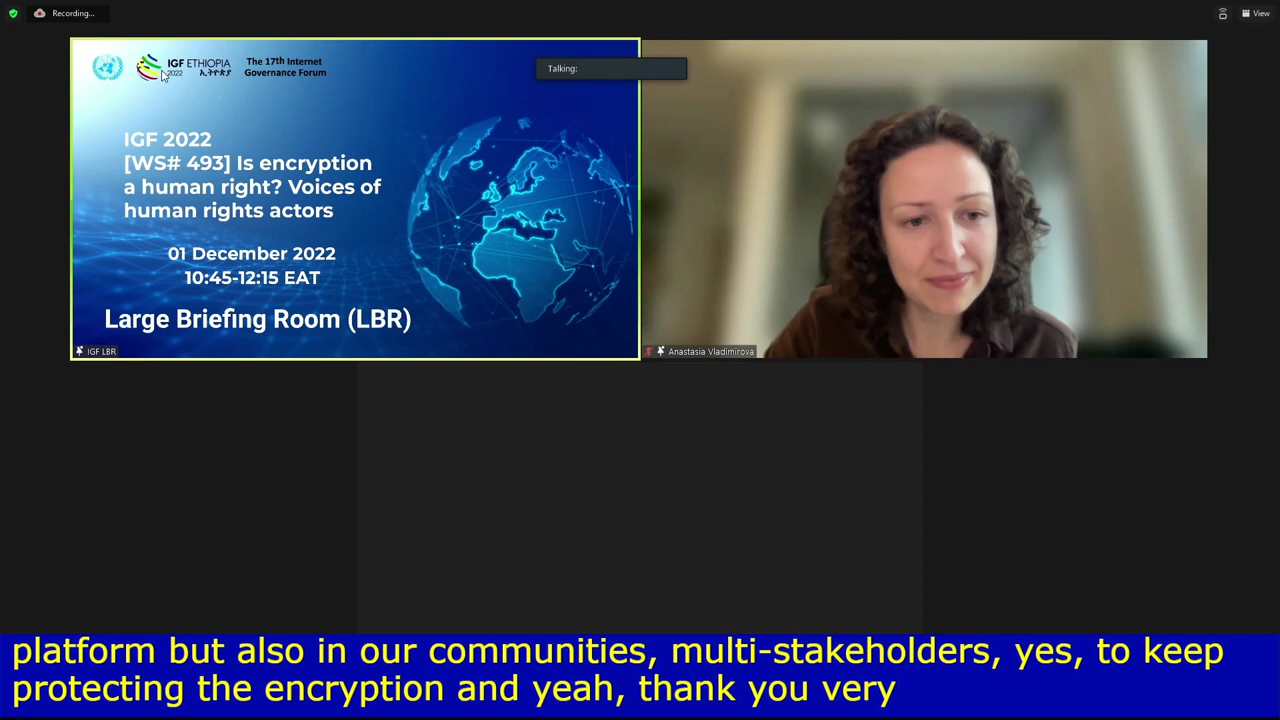 Recording...
View
IGF ETHIOPIA
2022 ኢትዮጵያ
The 17th Internet
Governance Forum
Talking:
IGF 2022
[WS# 493] Is encryption
a human right? Voices of
human rights actors
01 December 2022
10:45-12:15 EAT
Large Briefing Room (LBR)
IGF LBR
Anastasia Vladimirova
platform but also in our communities, multi-stakeholders, yes, to keep
protecting the encryption and yeah, thank you very